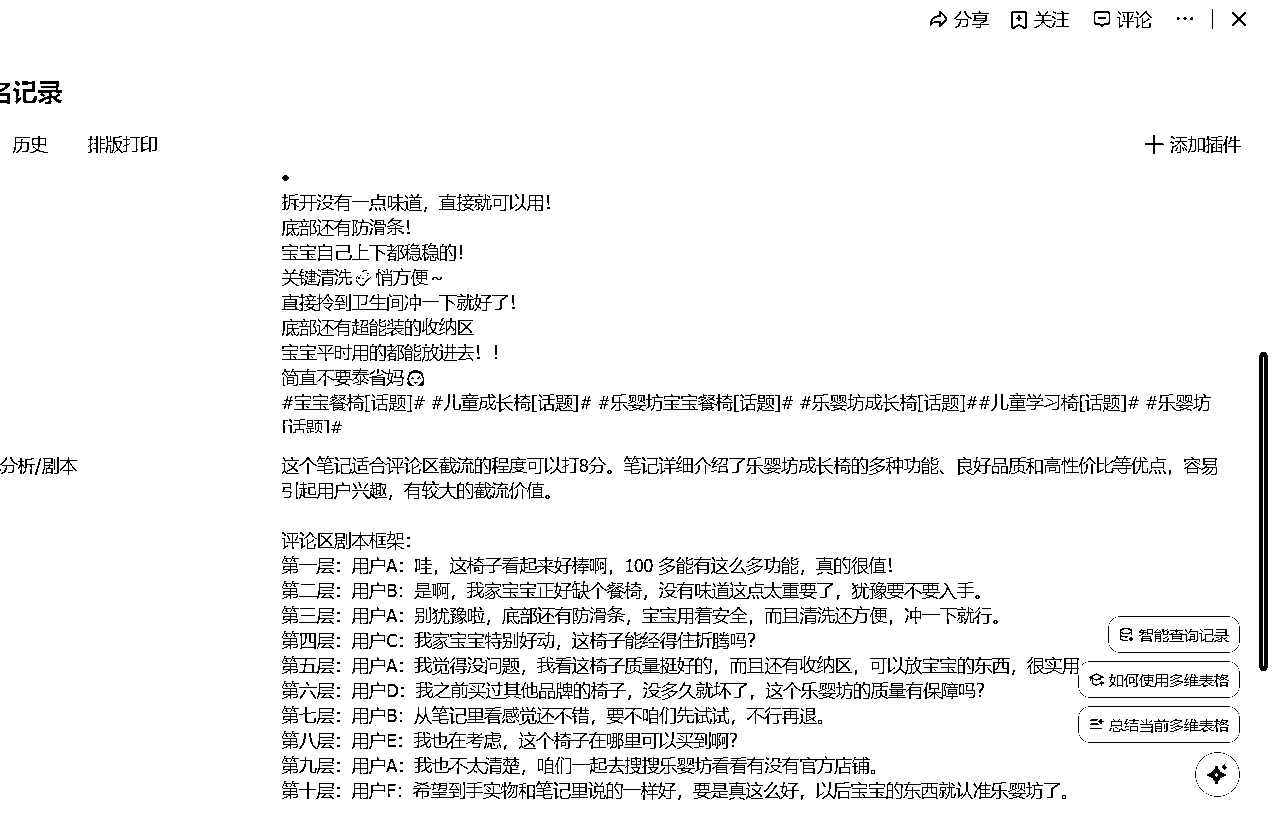 分享 关注 评论
名记录
历史 排版打印 添加插件
•
拆开没有一点味道，直接就可以用！
底部还有防滑条！
宝宝自己上下都稳稳的！
关键清洗 悄方便~
直接拎到卫生间冲一下就好了！
底部还有超能装的收纳区
宝宝平时用的都能放进去！！
简直不要泰省妈
#宝宝餐椅[话题]# #儿童成长椅[话题]# #乐婴坊宝宝餐椅[话题]# #乐婴坊成长椅[话题]##儿童学习椅[话题]# #乐婴坊
[话题]#
分析/剧本
这个笔记适合评论区截流的程度可以打8分。笔记详细介绍了乐婴坊成长椅的多种功能、良好品质和高性价比等优点，容易
引起用户兴趣，有较大的截流价值。
评论区剧本框架：
第一层：用户A：哇，这椅子看起来好棒啊，100 多能有这么多功能，真的很值！
第二层：用户B：是啊，我家宝宝正好缺个餐椅，没有味道这点太重要了，犹豫要不要入手。
第三层：用户A：别犹豫啦，底部还有防滑条，宝宝用着安全，而且清洗还方便，冲一下就行。
第四层：用户C：我家宝宝特别好动，这椅子能经得住折腾吗？
第五层：用户A：我觉得没问题，我看这椅子质量挺好的，而且还有收纳区，可以放宝宝的东西，很实用
第六层：用户D：我之前买过其他品牌的椅子，没多久就坏了，这个乐婴坊的质量有保障吗？
第七层：用户B：从笔记里看感觉还不错，要不咱们先试试，不行再退。
第八层：用户E：我也在考虑，这个椅子在哪里可以买到啊？
第九层：用户A：我也不太清楚，咱们一起去搜搜乐婴坊看看有没有官方店铺。
第十层：用户F：希望到手实物和笔记里说的一样好，要是真这么好，以后宝宝的东西就认准乐婴坊了。
智能查询记录
如何使用多维表格
总结当前多维表格